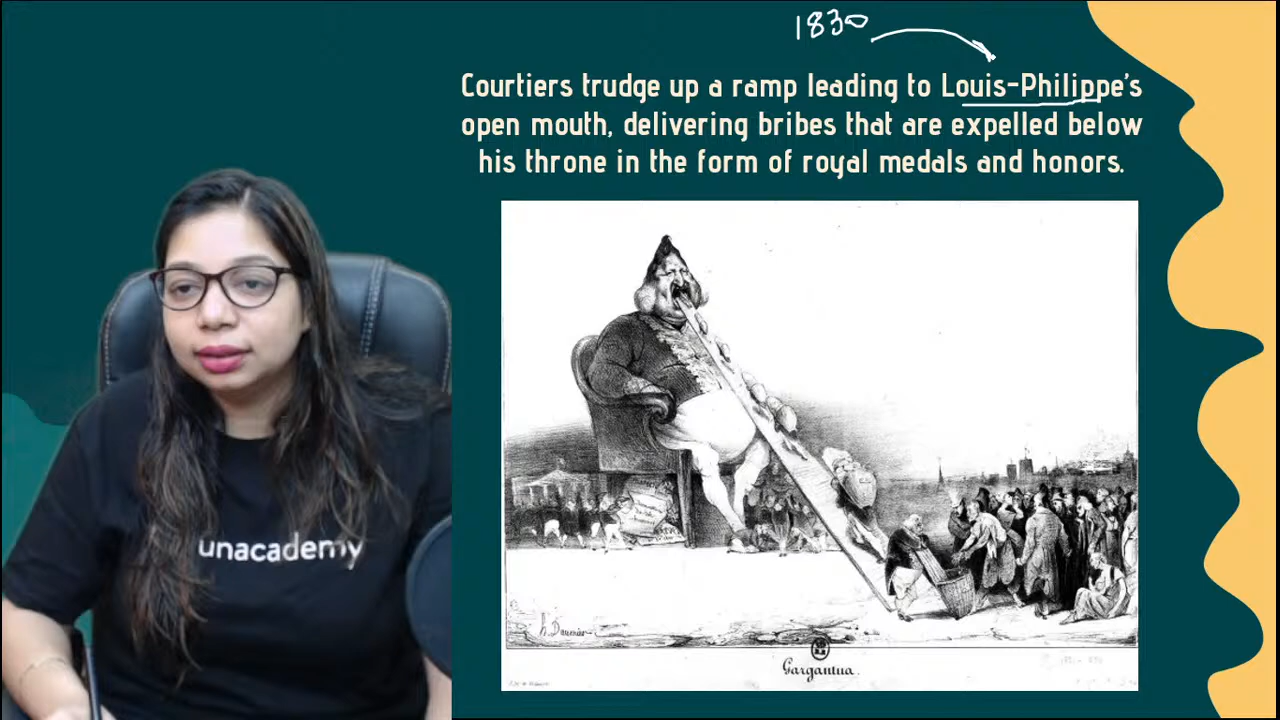 1830
Courtiers trudge up a ramp leading to Louis-Philippe's
open mouth, delivering bribes that are expelled below
his throne in the form of royal medals and honors.
unacademy
h. Daumier
Gargantua.